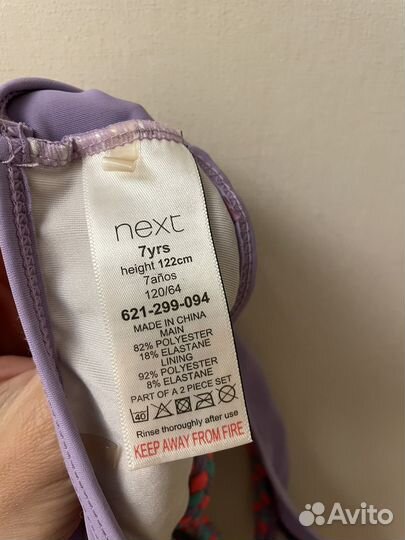 next
7yrs
height 122cm
7años
120/64
621-299-094
MADE IN CHINA
MAIN
82% POLYESTER
18% ELASTANE
LINING
92% POLYESTER
8% ELASTANE
PART OF A 2 PIECE SET
40
Rinse thoroughly after use
KEEP AWAY FROM FIRE
Avito